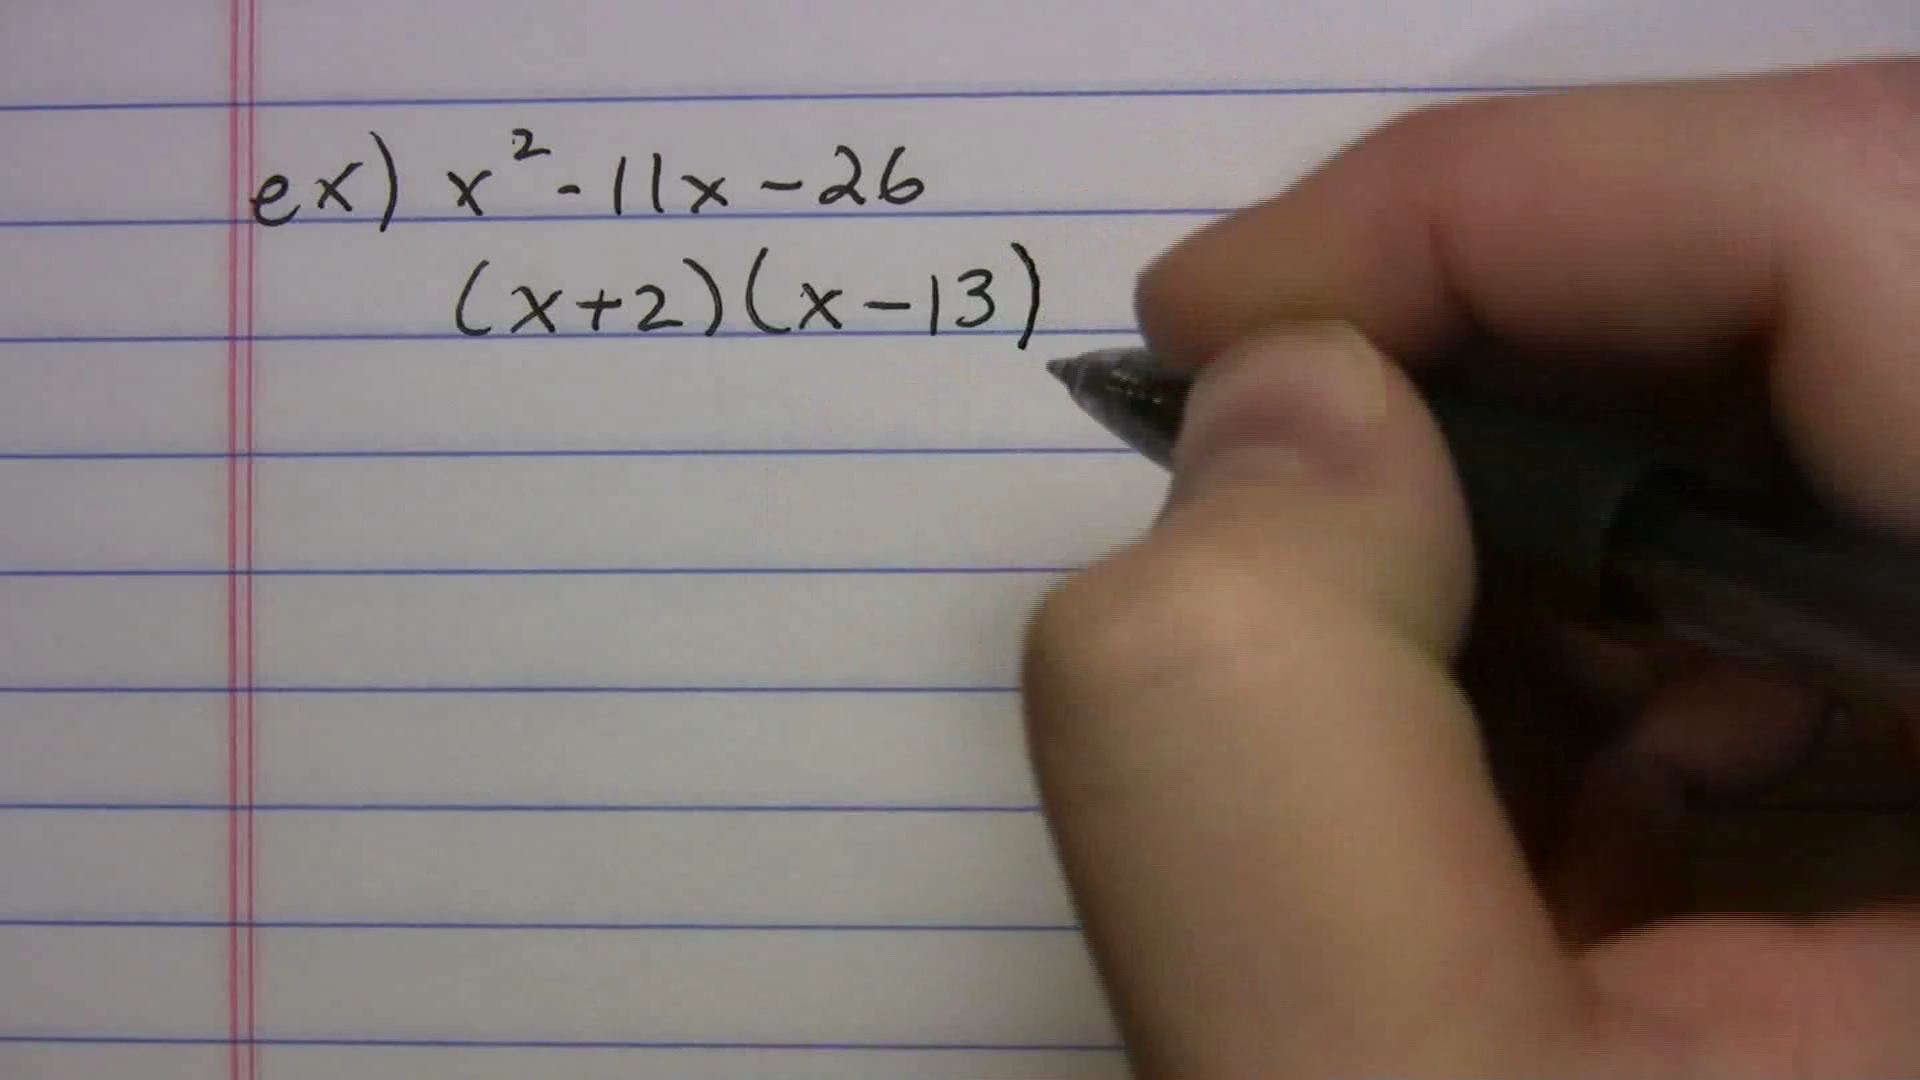 ex) x² - 11x - 26
(x+2)(x-13)